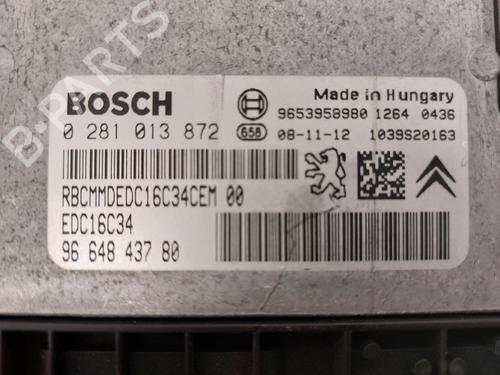 B-PARTS
BOSCH
Made in Hungary
9653958980 1264 0436
0 281 013 872
658
08-11-12 1039S20163
RBCMMDEDC16C34CEM 00
EDC16C34
96 648 437 80